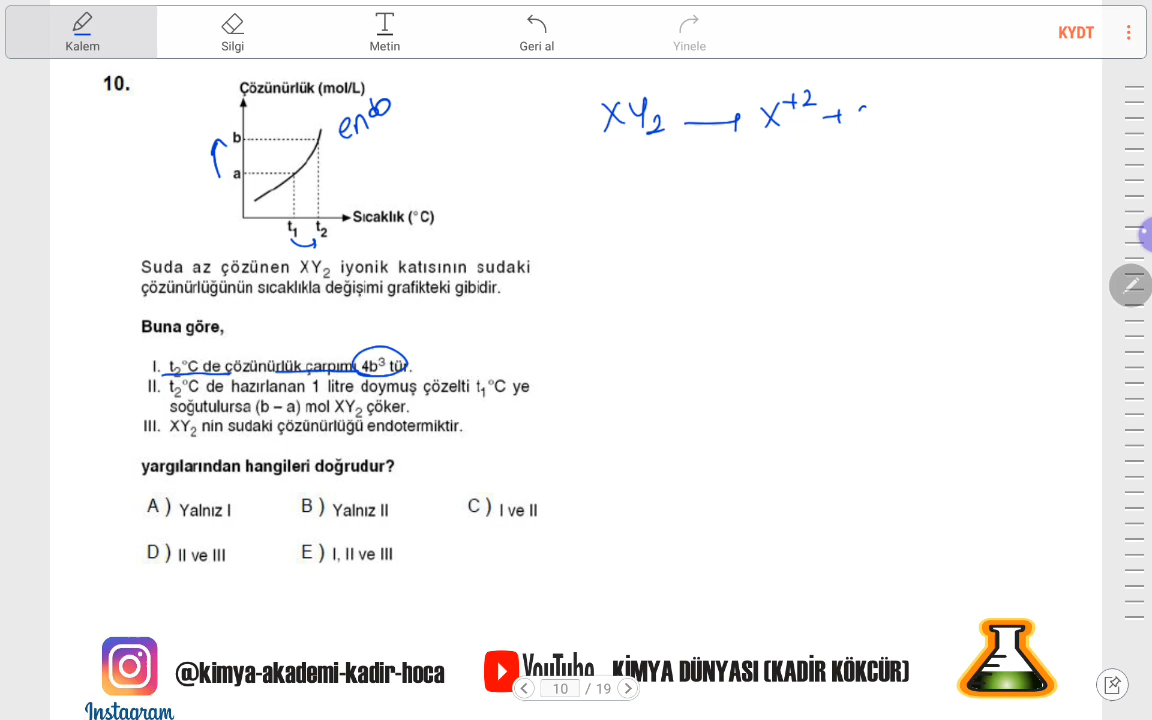 Kalem
Silgi
Metin
Geri al
Yinele
KYDT
10.
Çözünürlük (mol/L)
endo
XY₂ → X⁺² +
b
a
t₁ t₂
Sıcaklık (°C)
Suda az çözünen XY₂ iyonik katısının sudaki
çözünürlüğünün sıcaklıkla değişimi grafikteki gibidir.
Buna göre,
I. t₂°C de çözünürlük çarpımı 4b³ tür.
II. t₂°C de hazırlanan 1 litre doymuş çözelti t₁°C ye
soğutulursa (b – a) mol XY₂ çöker.
III. XY₂ nin sudaki çözünürlüğü endotermiktir.
yargılarından hangileri doğrudur?
A ) Yalnız I
B ) Yalnız II
C ) I ve II
D ) II ve III
E ) I, II ve III
@kimya-akademi-kadir-hoca
Instagram
YouTube
KİMYA DÜNYASI (KADİR KÖKCÜR)
10 / 19